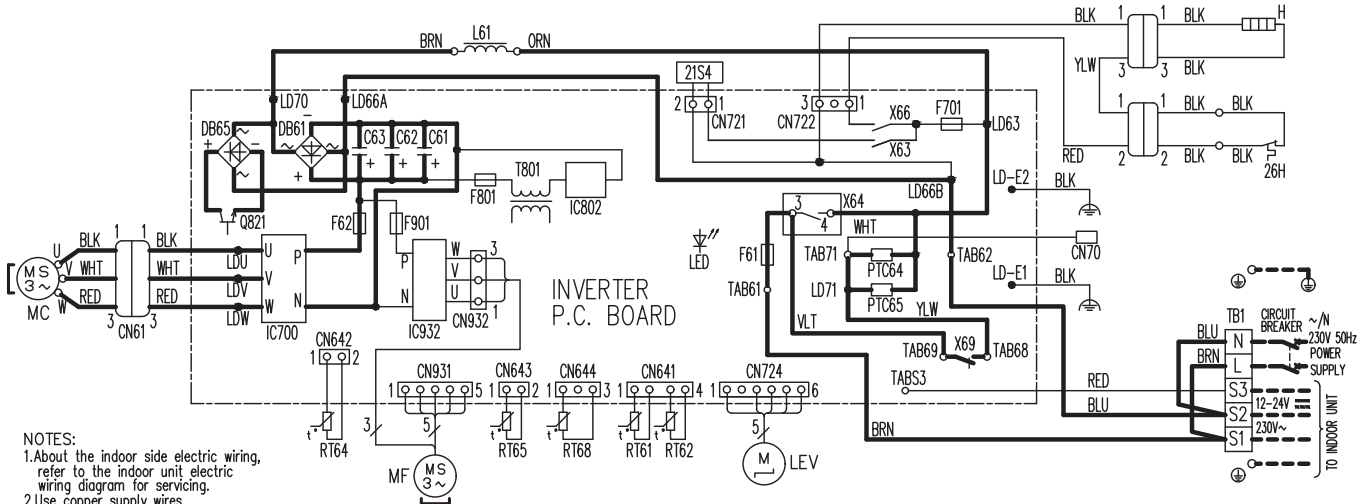 BLK 1 1 BLK H
L61
BRN ORN
YLW 3 3 BLK
21S4
2 1 CN721
3 1 CN722
X66 F701
X63 LD63
1 1 BLK BLK
RED 2 2 BLK BLK
26H
LD70 LD66A
DB65 DB61 C63 C62 C61
+ - ~ ~ - + + + +
T801
F801 IC802
Q821
F62 F901
LD66B LD-E2 BLK
3 X64
4
WHT
LED
F61 TAB71 PTC64 TAB62 CN70
TAB61 LD71 PTC65 LD-E1 BLK
YLW
VLT
TAB69 X69 TAB68
TABS3
U BLK 1 1 BLK LDU U P
MS 3~ V WHT WHT LDV V
MC W RED 3 3 RED LDW W N
CN61 IC700
P W 3
V
N U 1
IC932 CN932
INVERTER
P.C. BOARD
TB1 CIRCUIT BREAKER ~/N
230V 50Hz
POWER
SUPPLY
BLU N
BRN L
RED S3 12-24V
BLU S2
BRN S1 230V~
TO INDOOR UNIT
CN642
1 2
CN931 CN643 CN644 CN641 CN724
1 5 1 2 1 3 1 4 1 6
t° t° t° t° t°
3 5 5
RT64 RT65 RT68 RT61 RT62
MF MS 3~
M LEV
NOTES:
1.About the indoor side electric wiring,
refer to the indoor unit electric
wiring diagram for servicing.
2.Use copper supply wires